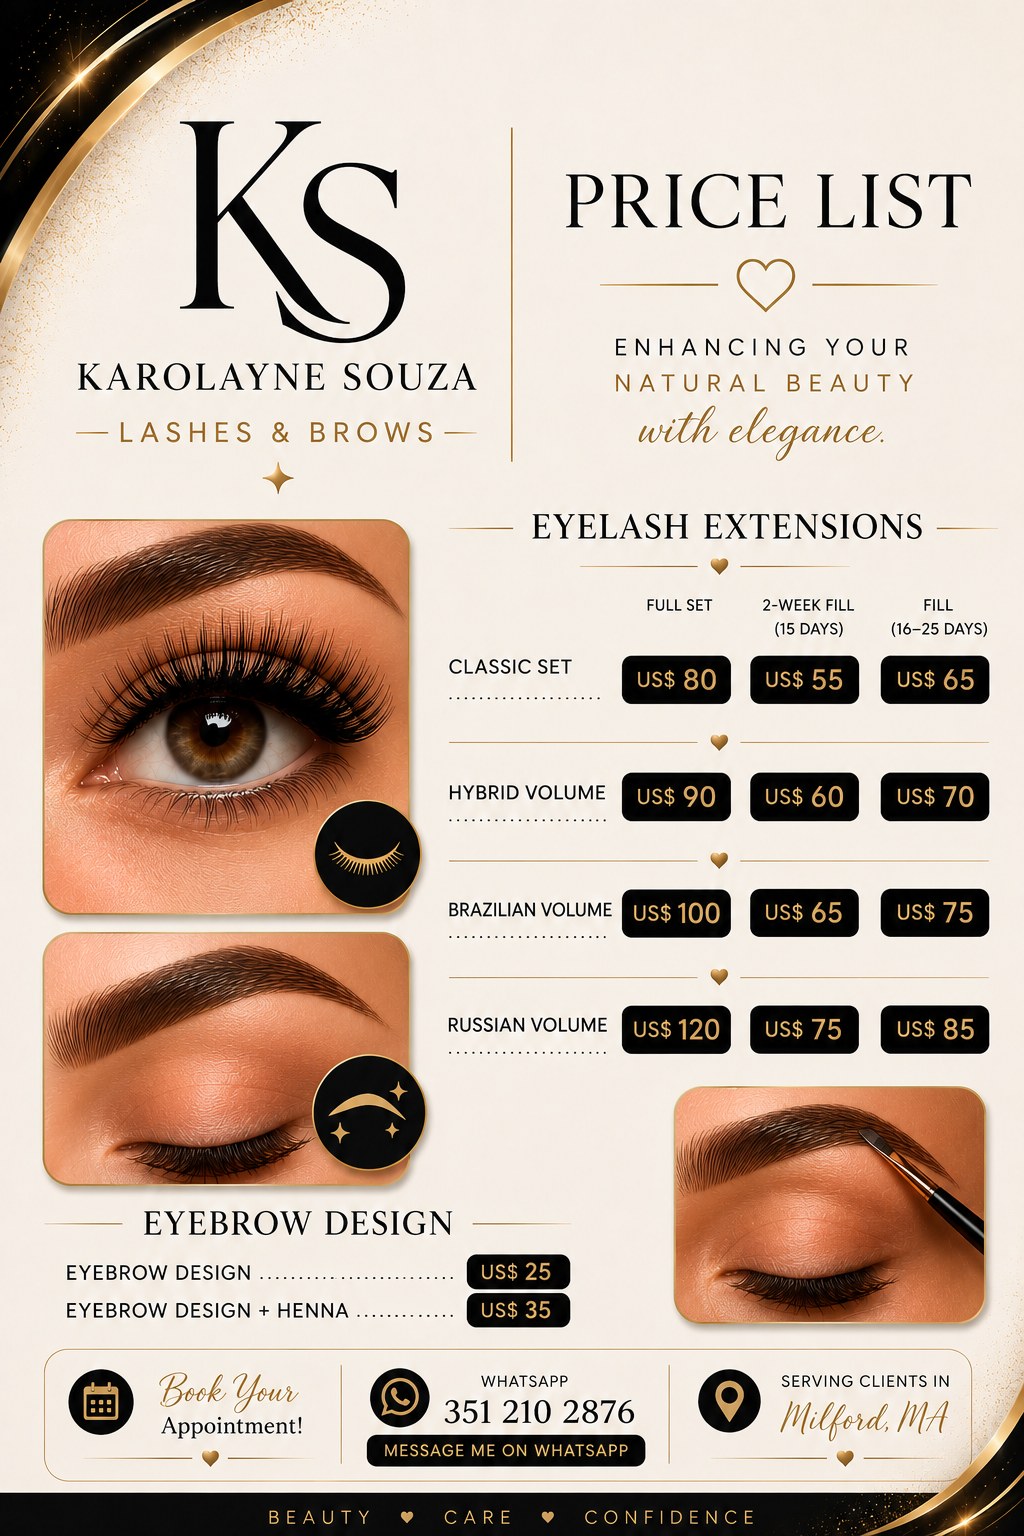 KS
KAROLAYNE SOUZA
LASHES & BROWS
PRICE LIST
ENHANCING YOUR
NATURAL BEAUTY
with elegance.
EYELASH EXTENSIONS
FULL SET 2-WEEK FILL FILL
(15 DAYS) (16–25 DAYS)
CLASSIC SET US$ 80 US$ 55 US$ 65
HYBRID VOLUME US$ 90 US$ 60 US$ 70
BRAZILIAN VOLUME US$ 100 US$ 65 US$ 75
RUSSIAN VOLUME US$ 120 US$ 75 US$ 85
EYEBROW DESIGN
EYEBROW DESIGN US$ 25
EYEBROW DESIGN + HENNA US$ 35
Book Your
Appointment!
WHATSAPP
351 210 2876
MESSAGE ME ON WHATSAPP
SERVING CLIENTS IN
Milford, MA
BEAUTY CARE CONFIDENCE